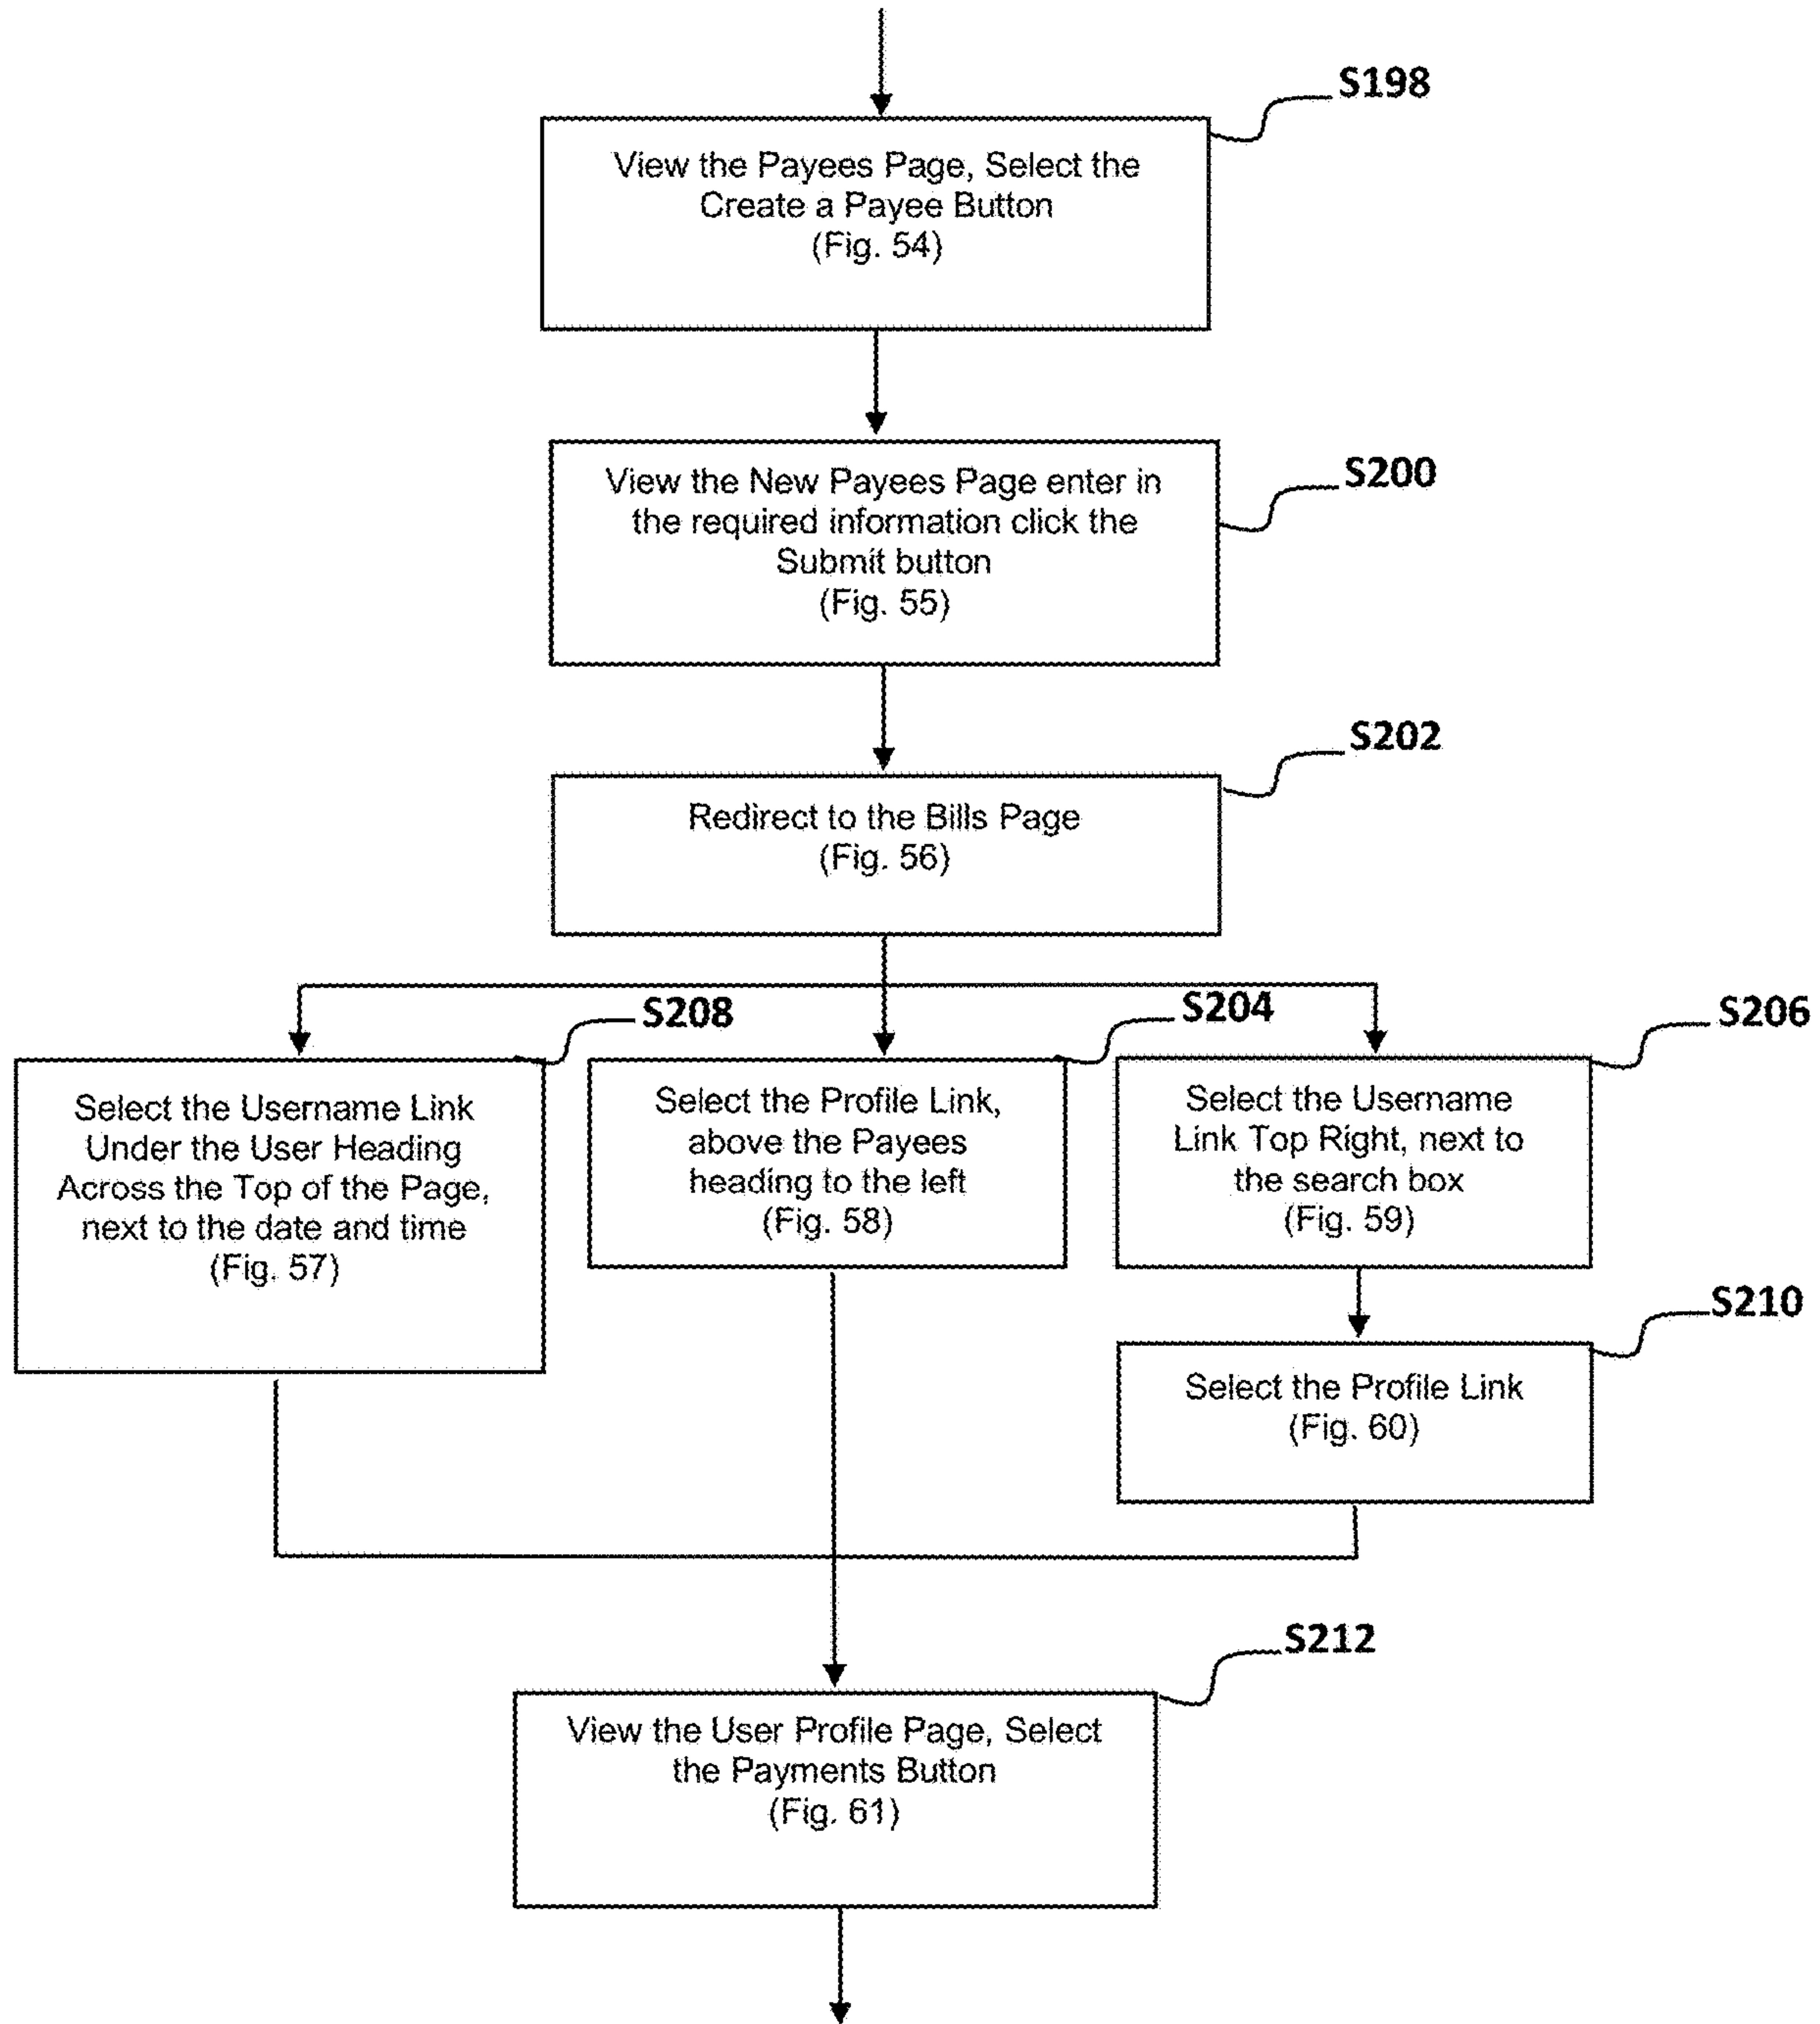 S198
View the Payees Page, Select the
Create a Payee Button
(Fig. 54)
S200
View the New Payees Page enter in
the required information click the
Submit button
(Fig. 55)
S202
Redirect to the Bills Page
(Fig. 56)
S208
Select the Username Link
Under the User Heading
Across the Top of the Page,
next to the date and time
(Fig. 57)
S204
Select the Profile Link,
above the Payees
heading to the left
(Fig. 58)
S206
Select the Username
Link Top Right, next to
the search box
(Fig. 59)
S210
Select the Profile Link
(Fig. 60)
S212
View the User Profile Page, Select
the Payments Button
(Fig. 61)